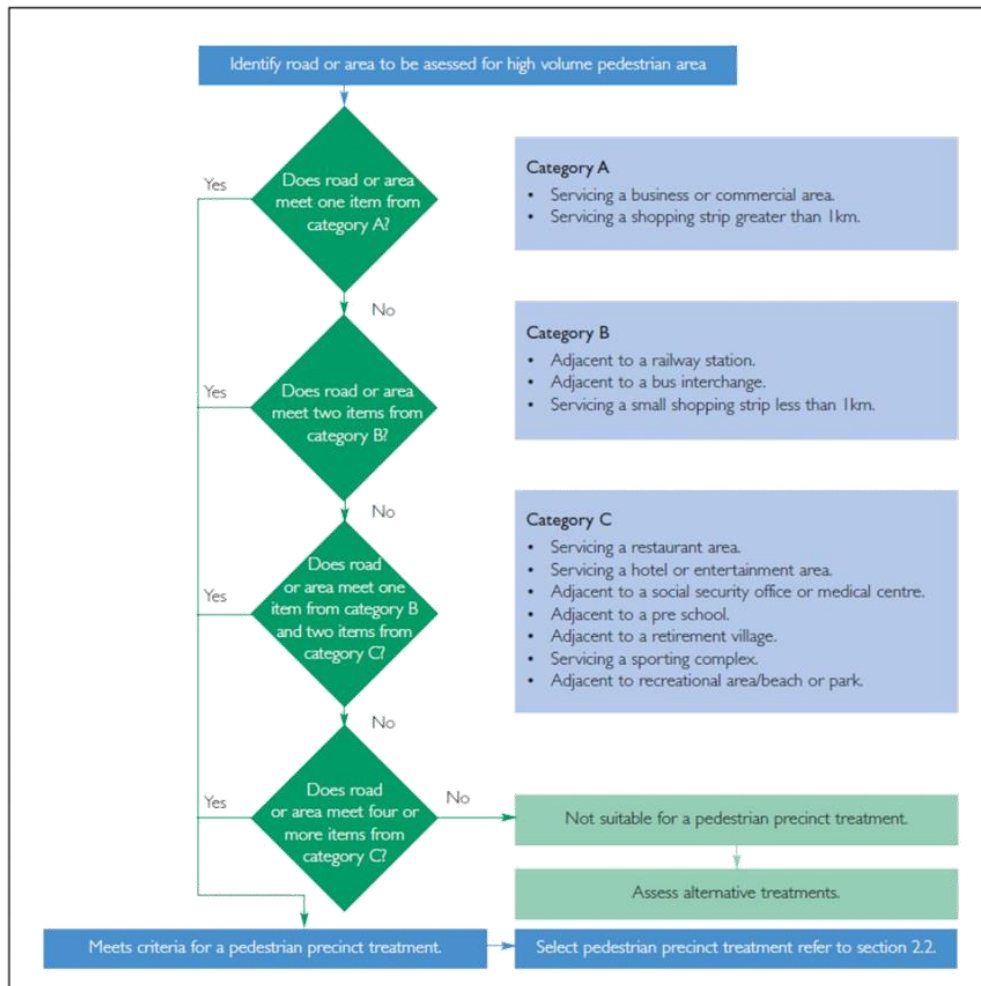 Identify road or area to be asessed for high volume pedestrian area
Yes
Does road or area
meet one item from
category A?
No
Category A
• Servicing a business or commercial area.
• Servicing a shopping strip greater than 1km.
Yes
Does road or area
meet two items from
category B?
No
Category B
• Adjacent to a railway station.
• Adjacent to a bus interchange.
• Servicing a small shopping strip less than 1km.
Yes
Does road
or area meet one
item from category B
and two items from
category C?
No
Category C
• Servicing a restaurant area.
• Servicing a hotel or entertainment area.
• Adjacent to a social security office or medical centre.
• Adjacent to a pre school.
• Adjacent to a retirement village.
• Servicing a sporting complex.
• Adjacent to recreational area/beach or park.
Yes
Does road
or area meet four or
more items from
category C?
No
Not suitable for a pedestrian precinct treatment.
Assess alternative treatments.
Meets criteria for a pedestrian precinct treatment.
Select pedestrian precinct treatment refer to section 2.2.